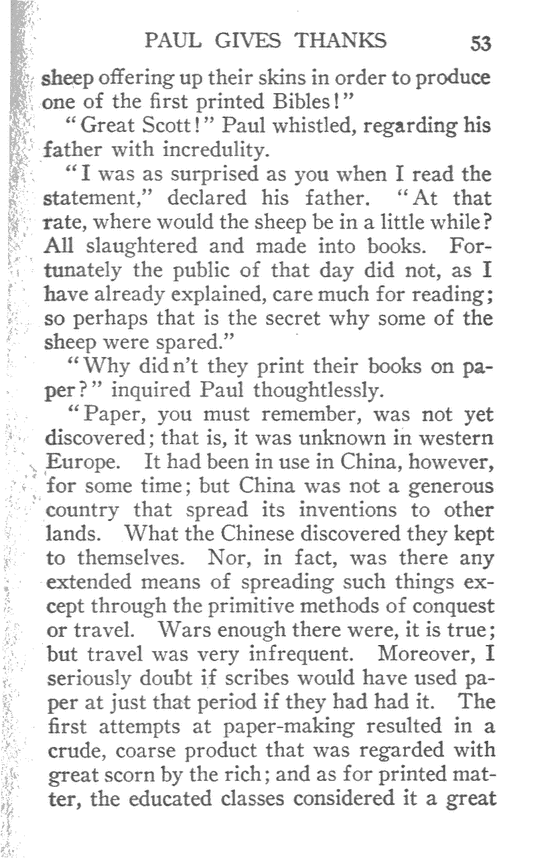 PAUL GIVES THANKS 53
sheep offering up their skins in order to produce
one of the first printed Bibles!”
“Great Scott!” Paul whistled, regarding his
father with incredulity.
“I was as surprised as you when I read the
statement,” declared his father. “At that
rate, where would the sheep be in a little while?
All slaughtered and made into books. For-
tunately the public of that day did not, as I
have already explained, care much for reading;
so perhaps that is the secret why some of the
sheep were spared.”
“Why didn’t they print their books on pa-
per?” inquired Paul thoughtlessly.
“Paper, you must remember, was not yet
discovered; that is, it was unknown in western
Europe. It had been in use in China, however,
for some time; but China was not a generous
country that spread its inventions to other
lands. What the Chinese discovered they kept
to themselves. Nor, in fact, was there any
extended means of spreading such things ex-
cept through the primitive methods of conquest
or travel. Wars enough there were, it is true;
but travel was very infrequent. Moreover, I
seriously doubt if scribes would have used pa-
per at just that period if they had had it. The
first attempts at paper-making resulted in a
crude, coarse product that was regarded with
great scorn by the rich; and as for printed mat-
ter, the educated classes considered it a great